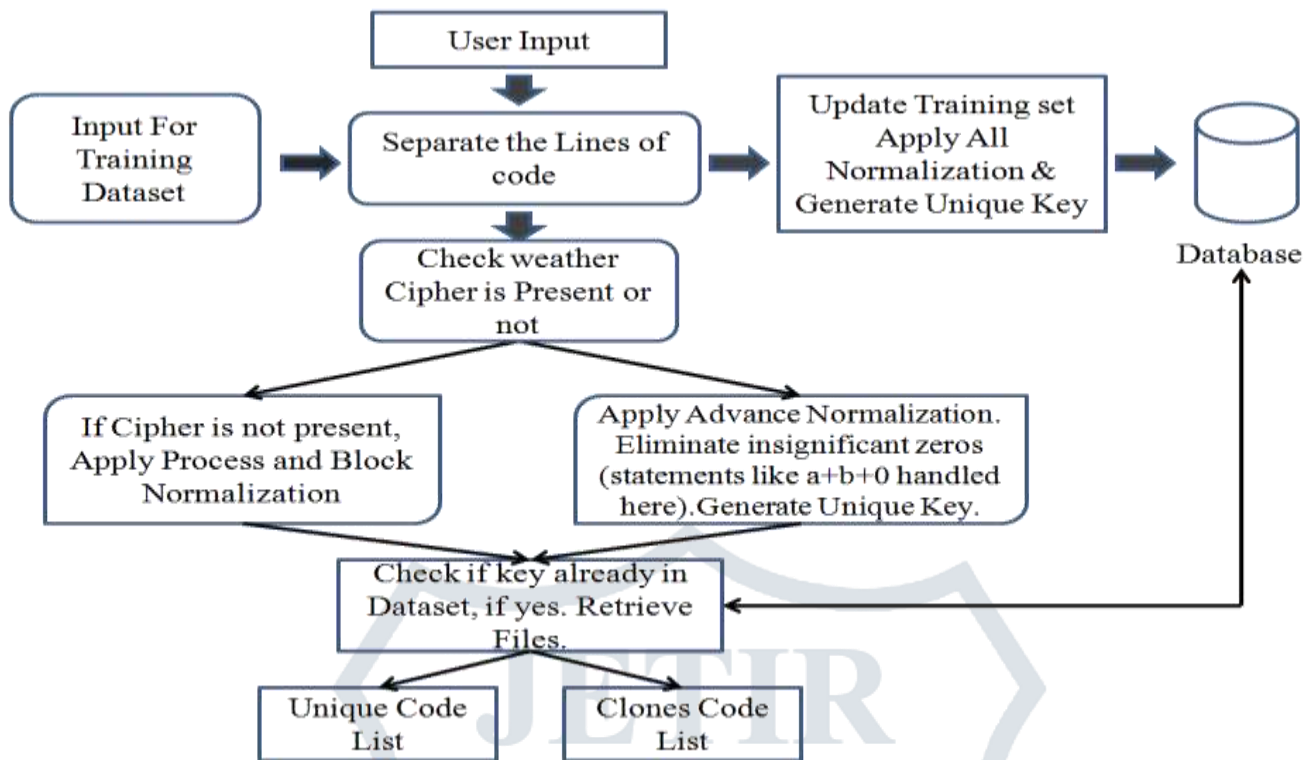 User Input
Input For
Training
Dataset
Separate the Lines of
code
Update Training set
Apply All
Normalization &
Generate Unique Key
Database
Check weather
Cipher is Present or
not
If Cipher is not present,
Apply Process and Block
Normalization
Apply Advance Normalization.
Eliminate insignificant zeros
(statements like a+b+0 handled
here).Generate Unique Key.
Check if key already in
Dataset, if yes. Retrieve
Files.
JETIR
Unique Code
List
Clones Code
List